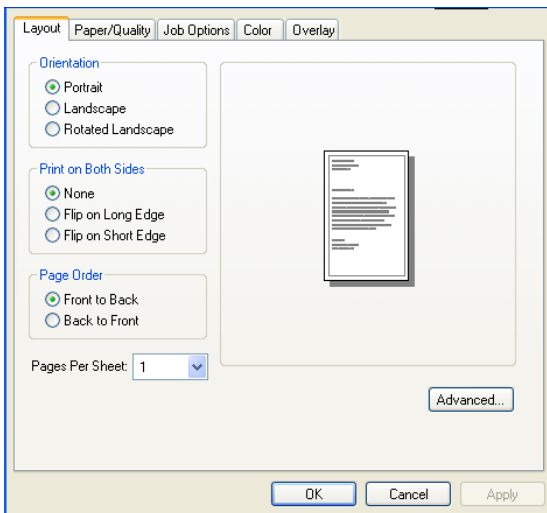 Layout Paper/Quality Job Options Color Overlay
Orientation
Portrait
Landscape
Rotated Landscape
Print on Both Sides
None
Flip on Long Edge
Flip on Short Edge
Page Order
Front to Back
Back to Front
Pages Per Sheet: 1
Advanced...
OK Cancel Apply